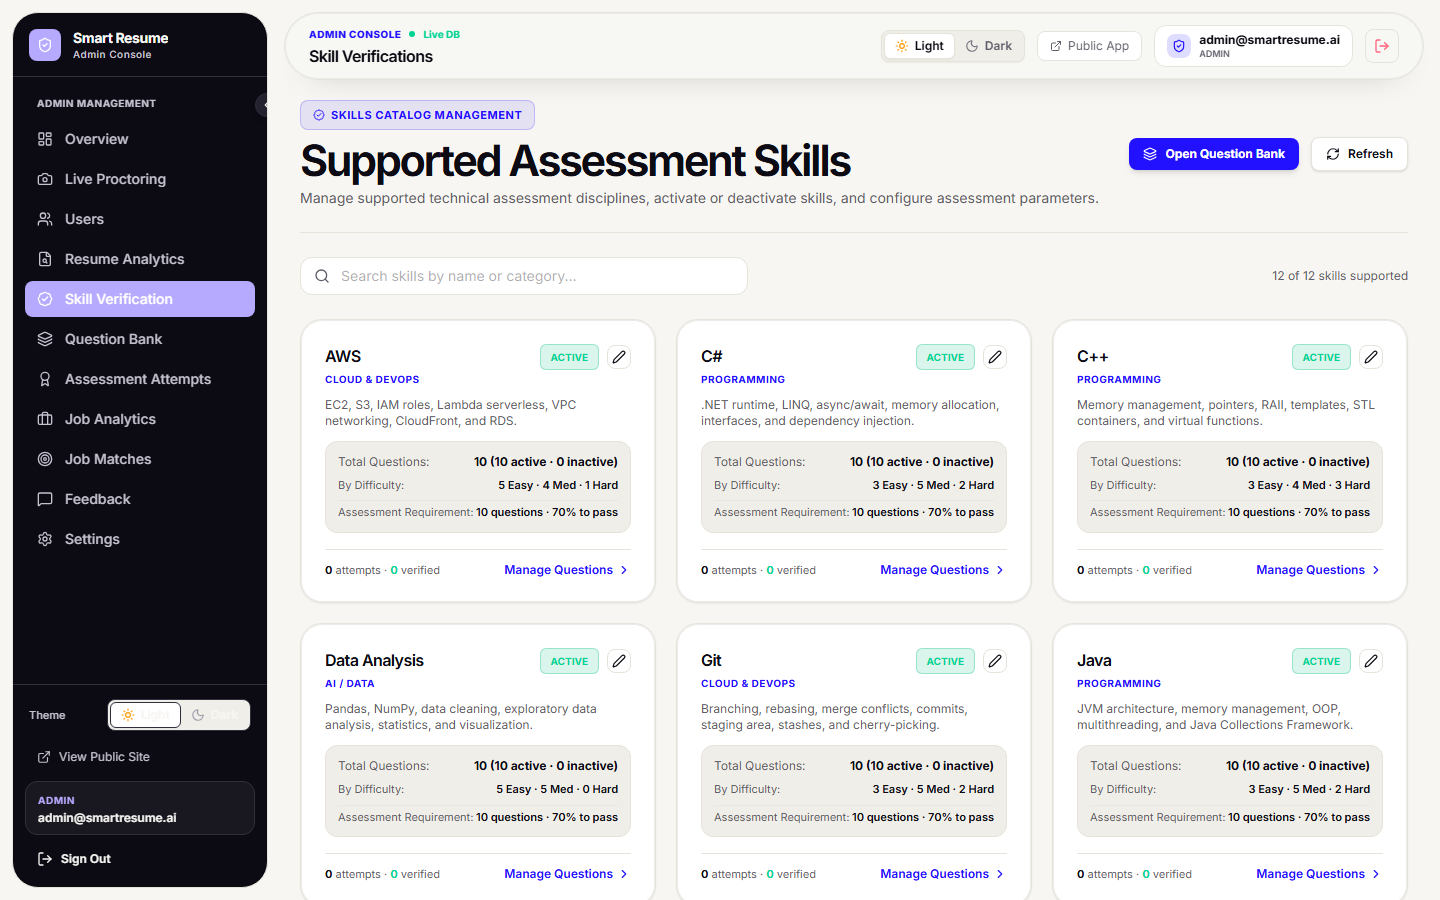 Smart Resume
Admin Console
ADMIN MANAGEMENT
Overview
Live Proctoring
Users
Resume Analytics
Skill Verification
Question Bank
Assessment Attempts
Job Analytics
Job Matches
Feedback
Settings
Theme
Light
Dark
View Public Site
ADMIN
admin@smartresume.ai
Sign Out
ADMIN CONSOLE
Live DB
Skill Verifications
Light
Dark
Public App
admin@smartresume.ai
ADMIN
SKILLS CATALOG MANAGEMENT
Supported Assessment Skills
Manage supported technical assessment disciplines, activate or deactivate skills, and configure assessment parameters.
Open Question Bank
Refresh
Search skills by name or category...
12 of 12 skills supported
AWS
ACTIVE
CLOUD & DEVOPS
EC2, S3, IAM roles, Lambda serverless, VPC
networking, CloudFront, and RDS.
Total Questions: 10 (10 active · 0 inactive)
By Difficulty: 5 Easy · 4 Med · 1 Hard
Assessment Requirement: 10 questions · 70% to pass
0 attempts · 0 verified
Manage Questions
C#
ACTIVE
PROGRAMMING
.NET runtime, LINQ, async/await, memory allocation,
interfaces, and dependency injection.
Total Questions: 10 (10 active · 0 inactive)
By Difficulty: 3 Easy · 5 Med · 2 Hard
Assessment Requirement: 10 questions · 70% to pass
0 attempts · 0 verified
Manage Questions
C++
ACTIVE
PROGRAMMING
Memory management, pointers, RAII, templates, STL
containers, and virtual functions.
Total Questions: 10 (10 active · 0 inactive)
By Difficulty: 3 Easy · 4 Med · 3 Hard
Assessment Requirement: 10 questions · 70% to pass
0 attempts · 0 verified
Manage Questions
Data Analysis
ACTIVE
AI / DATA
Pandas, NumPy, data cleaning, exploratory data
analysis, statistics, and visualization.
Total Questions: 10 (10 active · 0 inactive)
By Difficulty: 5 Easy · 5 Med · 0 Hard
Assessment Requirement: 10 questions · 70% to pass
0 attempts · 0 verified
Manage Questions
Git
ACTIVE
CLOUD & DEVOPS
Branching, rebasing, merge conflicts, commits,
staging area, stashes, and cherry-picking.
Total Questions: 10 (10 active · 0 inactive)
By Difficulty: 3 Easy · 5 Med · 2 Hard
Assessment Requirement: 10 questions · 70% to pass
0 attempts · 0 verified
Manage Questions
Java
ACTIVE
PROGRAMMING
JVM architecture, memory management, OOP,
multithreading, and Java Collections Framework.
Total Questions: 10 (10 active · 0 inactive)
By Difficulty: 3 Easy · 5 Med · 2 Hard
Assessment Requirement: 10 questions · 70% to pass
0 attempts · 0 verified
Manage Questions